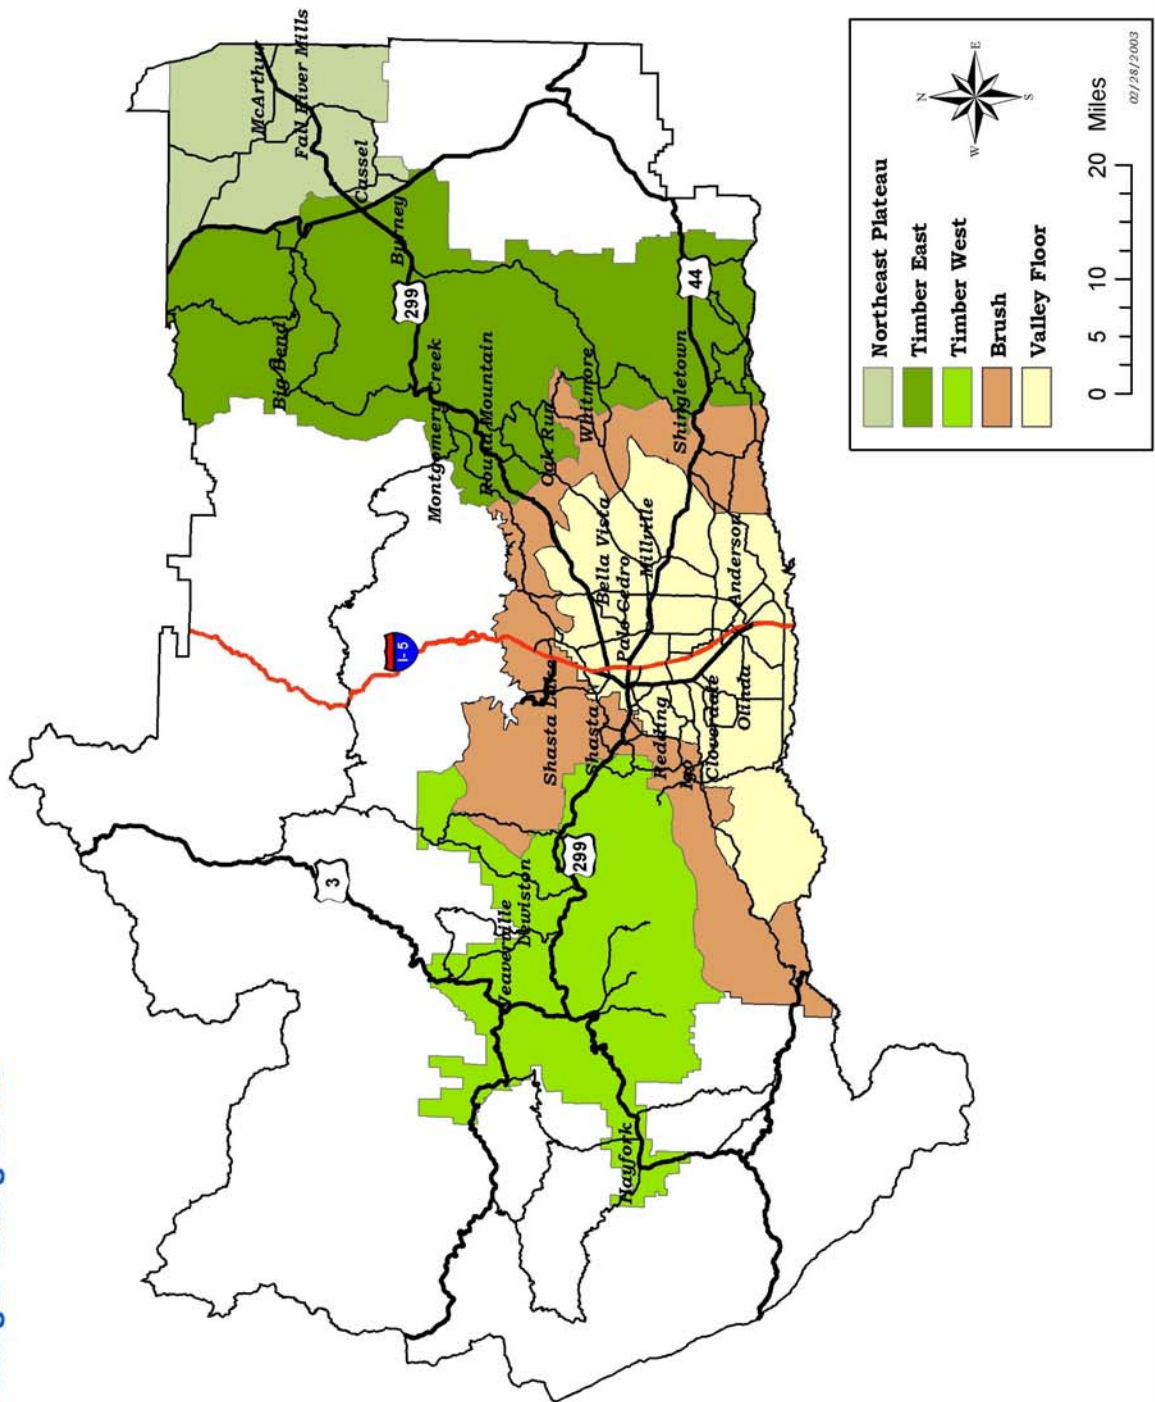 McArthur
Fall River Mills
Cassel
Burney
Big Bend
299
44
Montgomery Creek
Round Mountain
Oak Run
Whitmore
Shingletown
Bella Vista
Palo Cedro
Millville
Anderson
I-5
Shasta Lake
Shasta
Redding
Igo
Cloverdale
Olinda
3
299
Lewiston
Weaverville
Hayfork
N
E
S
W
Northeast Plateau
Timber East
Timber West
Brush
Valley Floor
0 5 10 20 Miles
02/28/2003